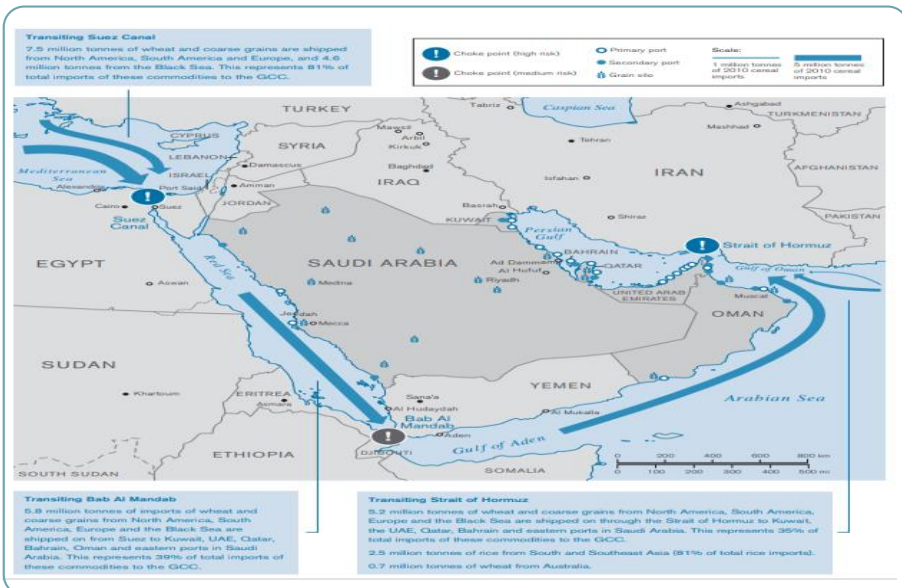 Transiting Suez Canal
7.5 million tonnes of wheat and coarse grains are shipped
from North America, South America and Europe, and 4.6
million tonnes from the Black Sea. This represents 81% of
total imports of these commodities to the GCC.
Choke point (high risk)
Choke point (medium risk)
Primary port
Secondary port
Grain silo
Scale:
1 million tonnes
of 2010 cereal
imports
5 million tonnes
of 2010 cereal
imports
TURKEY
Tabriz
Caspian Sea
Ashgabad
TURKMENISTAN
Mashhad
CYPRUS
SYRIA
Mawsil
Arbil
Kirkuk
Tehran
LEBANON
Damascus
Baghdad
AFGHANISTAN
Mediterranean
Sea
ISRAEL
IRAQ
Isfahan
IRAN
Alexandria
Port Said
Amman
JORDAN
Basrah
PAKISTAN
Cairo
Suez
KUWAIT
Shiraz
Suez
Canal
Persian
Gulf
Strait of Hormuz
EGYPT
Red Sea
SAUDI ARABIA
BAHRAIN
Ad Dammam
QATAR
Al Hofuf
Gulf of Oman
Aswan
Medina
Riyadh
UNITED ARAB
EMIRATES
Muscat
OMAN
Jeddah
Mecca
SUDAN
YEMEN
Khartoum
ERITREA
Asmara
Sana'a
Arabian Sea
Al Hudaydah
Al Mukalla
Bab Al
Mandab
Aden
Gulf of Aden
DJIBOUTI
ETHIOPIA
SOMALIA
SOUTH SUDAN
0 200 400 600 800 km
0 100 200 300 400 500 mi
Transiting Bab Al Mandab
5.8 million tonnes of imports of wheat and
coarse grains from North America, South
America, Europe and the Black Sea are
shipped on from Suez to Kuwait, UAE, Qatar,
Bahrain, Oman and eastern ports in Saudi
Arabia. This represents 39% of total imports of
these commodities to the GCC.
Transiting Strait of Hormuz
5.2 million tonnes of wheat and coarse grains from North America, South America,
Europe and the Black Sea are shipped on through the Strait of Hormuz to Kuwait,
the UAE, Qatar, Bahrain and eastern ports in Saudi Arabia. This represents 35% of
total imports of these commodities to the GCC.
2.5 million tonnes of rice from South and Southeast Asia (81% of total rice imports).
0.7 million tonnes of wheat from Australia.